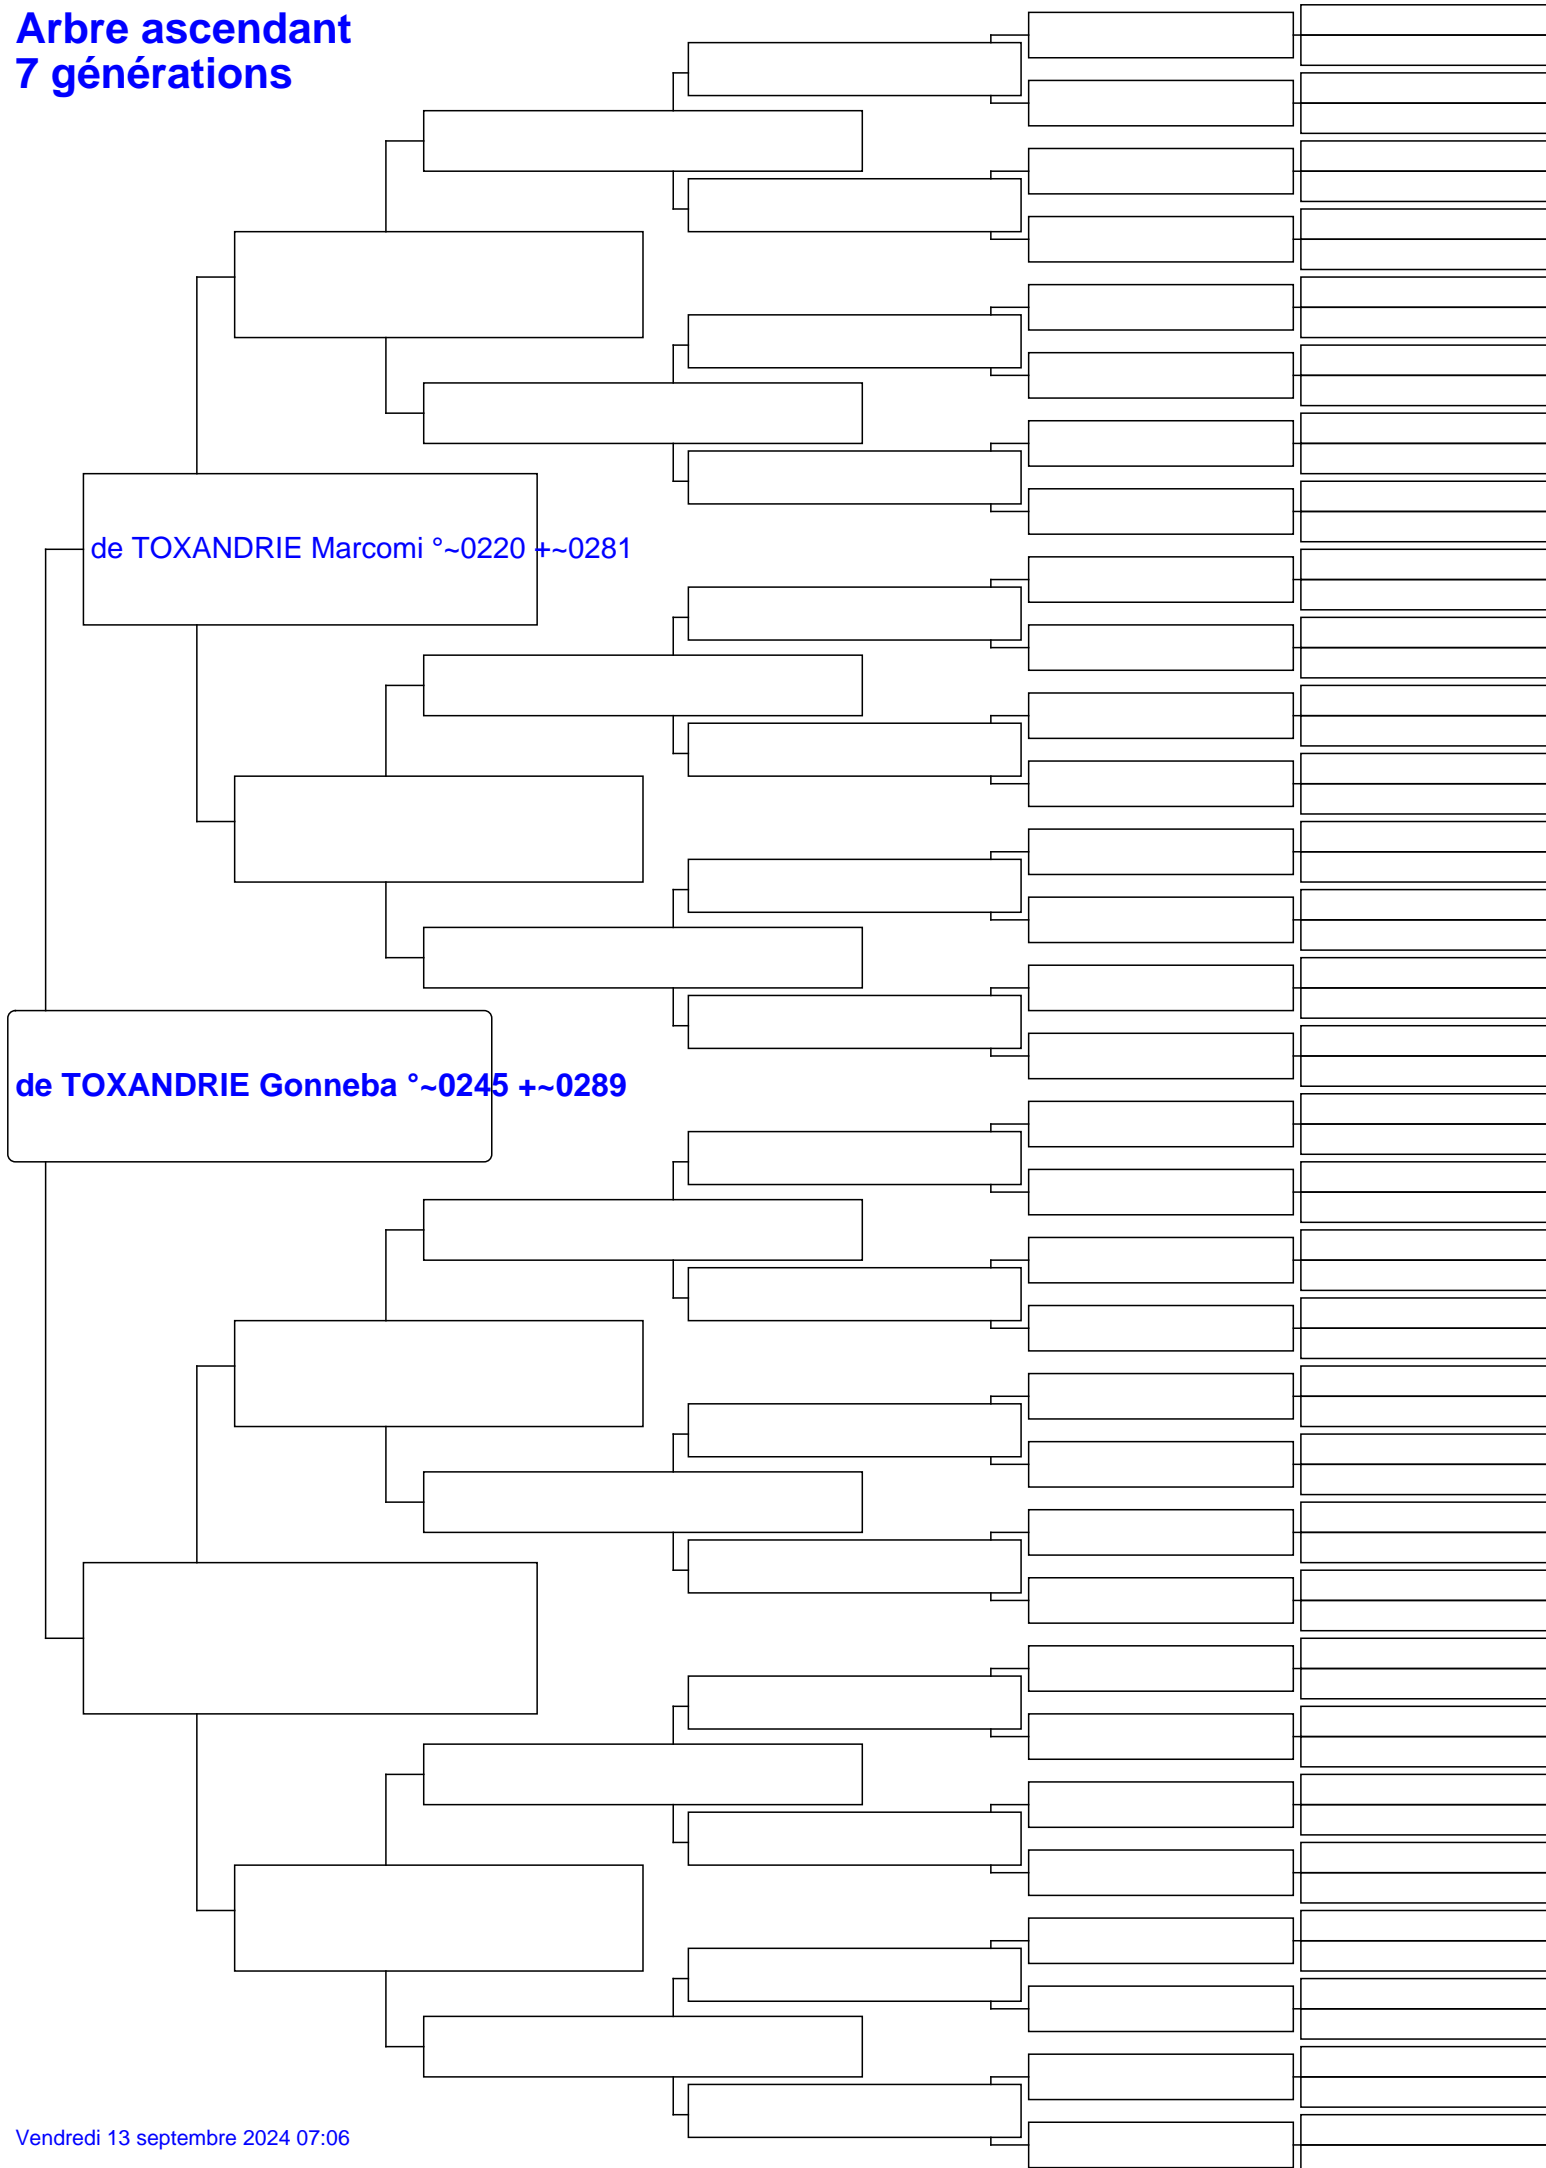 Arbre ascendant
7 générations
de TOXANDRIE Marcomi °~0220 +~0281
de TOXANDRIE Gonneba °~0245 +~0289
Vendredi 13 septembre 2024 07:06